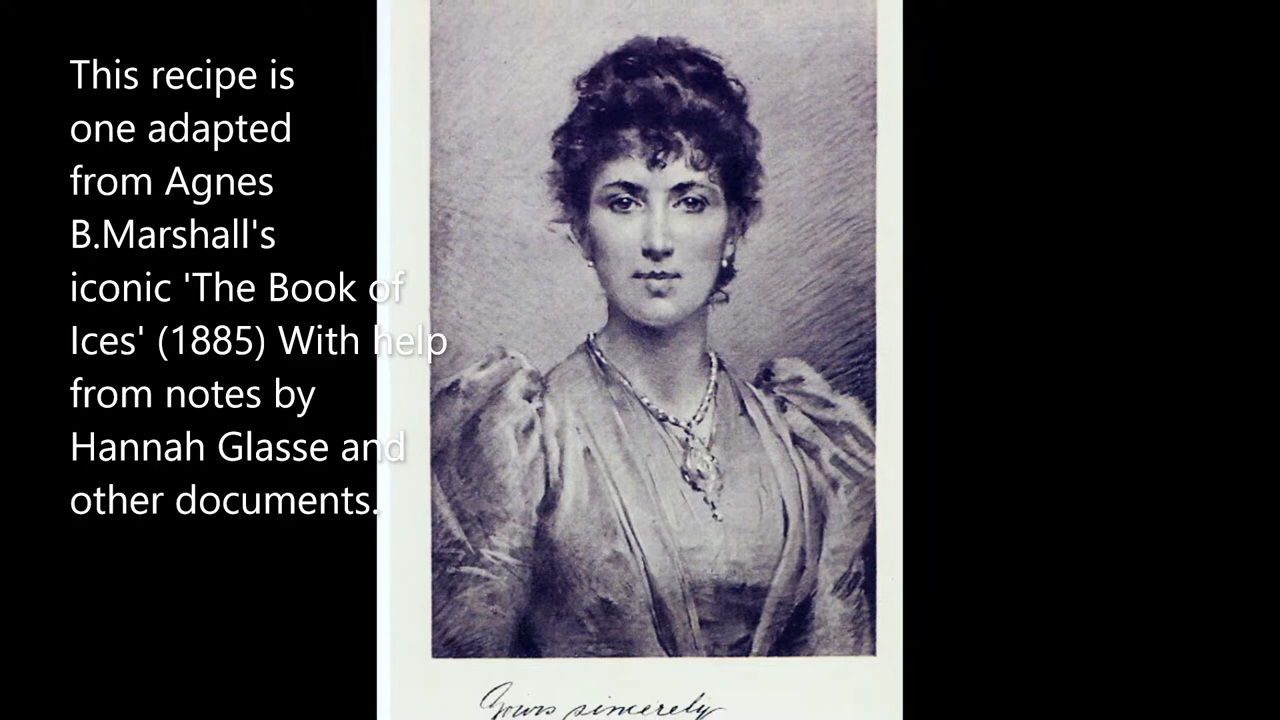 This recipe is
one adapted
from Agnes
B.Marshall's
iconic 'The Book of
Ices' (1885) With help
from notes by
Hannah Glasse and
other documents.
Yours sincerely